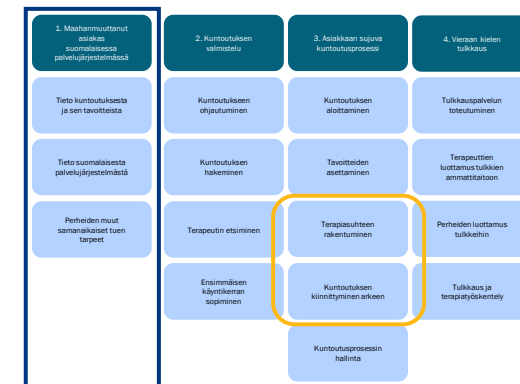 1. Maahanmuuttanut
asiakas
suomalaisessa
palvelujärjestelmässä
Tieto kuntoutuksesta
ja sen tavoitteista
Tieto suomalaisesta
palvelujärjestelmästä
Perheiden muut
samanaikaiset tuen
tarpeet
2. Kuntoutuksen
valmistelu
Kuntoutukseen
ohjautuminen
Kuntoutuksen
hakeminen
Terapeutin etsiminen
Ensimmäisen
käyntikerran
sopiminen
3. Asiakkaan sujuva
kuntoutusprosessi
Kuntoutuksen
aloittaminen
Tavoitteiden
asettaminen
Terapiasuhteen
rakentuminen
Kuntoutuksen
kiinnittyminen arkeen
Kuntoutusprosessin
hallinta
4. Vieraan kielen
tulkkaus
Tulkkauspalvelun
toteutuminen
Terapeuttien
luottamus tulkkien
ammattitaitoon
Perheiden luottamus
tulkkeihin
Tulkkaus ja
terapiatyöskentely